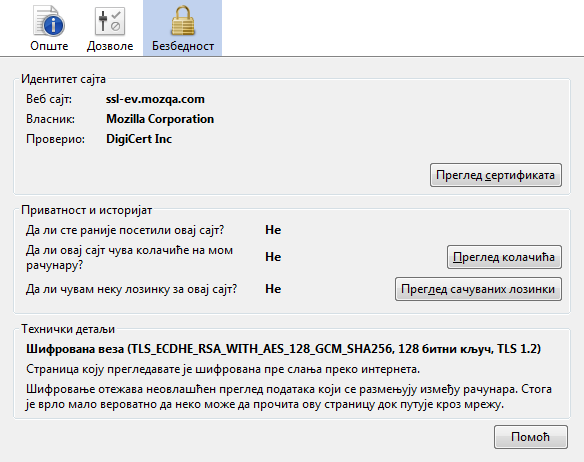 Опште Дозволе Безбедност
Идентитет сајта
Веб сајт: ssl-ev.mozqa.com
Власник: Mozilla Corporation
Проверио: DigiCert Inc
Преглед сертификата
Приватност и историјат
Да ли сте раније посетили овај сајт? Не
Да ли овај сајт чува колачиће на мом
рачунару? Не
Преглед колачића
Да ли чувам неку лозинку за овај сајт? Не Преглед сачуваних лозинки
Технички детаљи
Шифрована веза (TLS_ECDHE_RSA_WITH_AES_128_GCM_SHA256, 128 битни кључ, TLS 1.2)
Страница коју прегледавате је шифрована пре слања преко интернета.
Шифровање отежава неовлашћен преглед података који се размењују између рачунара. Стога
је врло мало вероватно да неко може да прочита ову страницу док путује кроз мрежу.
Помоћ